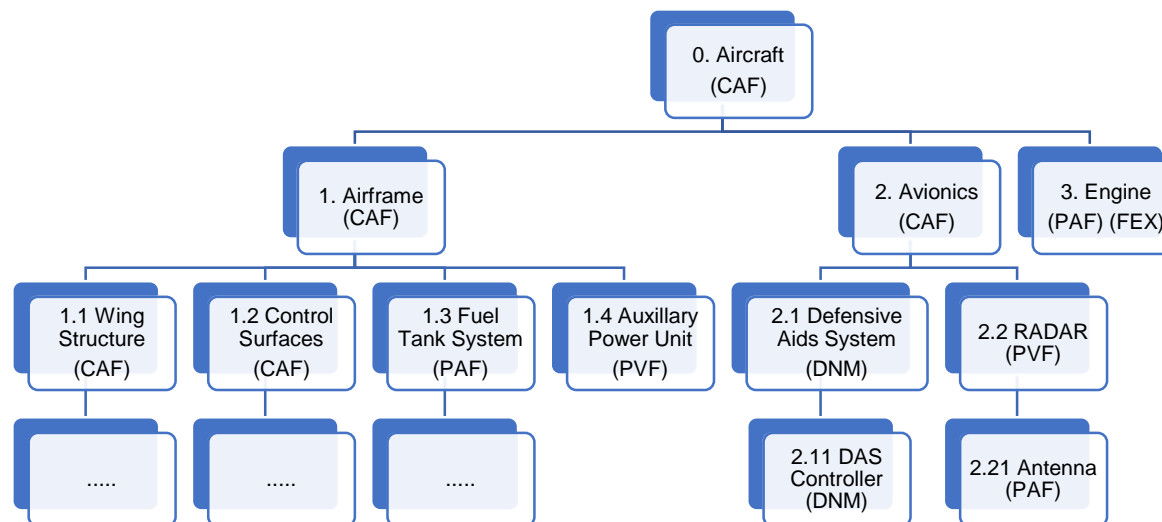 0. Aircraft
(CAF)
1. Airframe
(CAF)
2. Avionics
(CAF)
3. Engine
(PAF) (FEX)
1.1 Wing
Structure
(CAF)
1.2 Control
Surfaces
(CAF)
1.3 Fuel
Tank System
(PAF)
1.4 Auxillary
Power Unit
(PVF)
2.1 Defensive
Aids System
(DNM)
2.2 RADAR
(PVF)
.....
.....
.....
2.11 DAS
Controller
(DNM)
2.21 Antenna
(PAF)